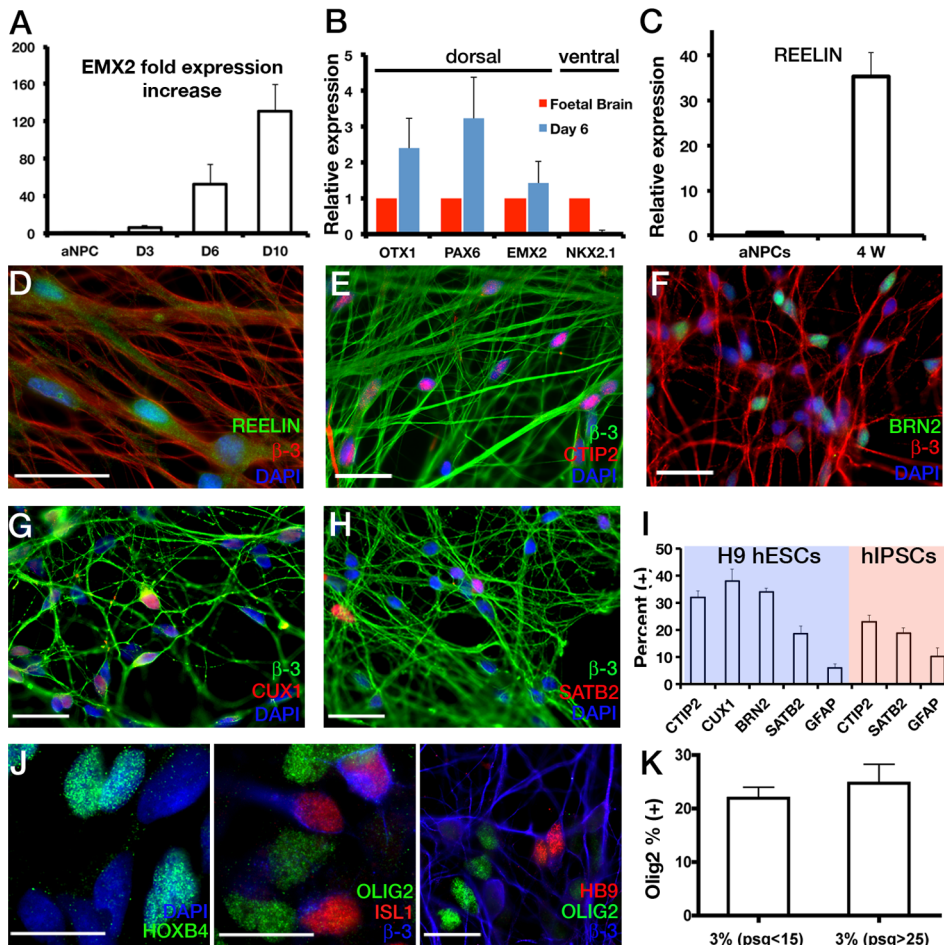 A
EMX2 fold expression
increase
200
160
120
80
40
0
aNPC D3 D6 D10
B
dorsal ventral
Relative expression
5
4
3
2
1
0
Foetal Brain
Day 6
OTX1 PAX6 EMX2 NKX2.1
C
REELIN
Relative expression
40
30
20
10
0
aNPCs 4 W
D
REELIN
β-3
DAPI
E
β-3
CTIP2
DAPI
F
BRN2
β-3
DAPI
G
β-3
CUX1
DAPI
H
β-3
SATB2
DAPI
I
H9 hESCs hIPSCs
Percent (+)
50
40
30
20
10
0
CTIP2 CUX1 BRN2 SATB2 GFAP CTIP2 SATB2 GFAP
J
DAPI
HOXB4
OLIG2
ISL1
β-3
HB9
OLIG2
β-3
K
Olig2 % (+)
30
20
10
0
3% (psg<15) 3% (psg>25)